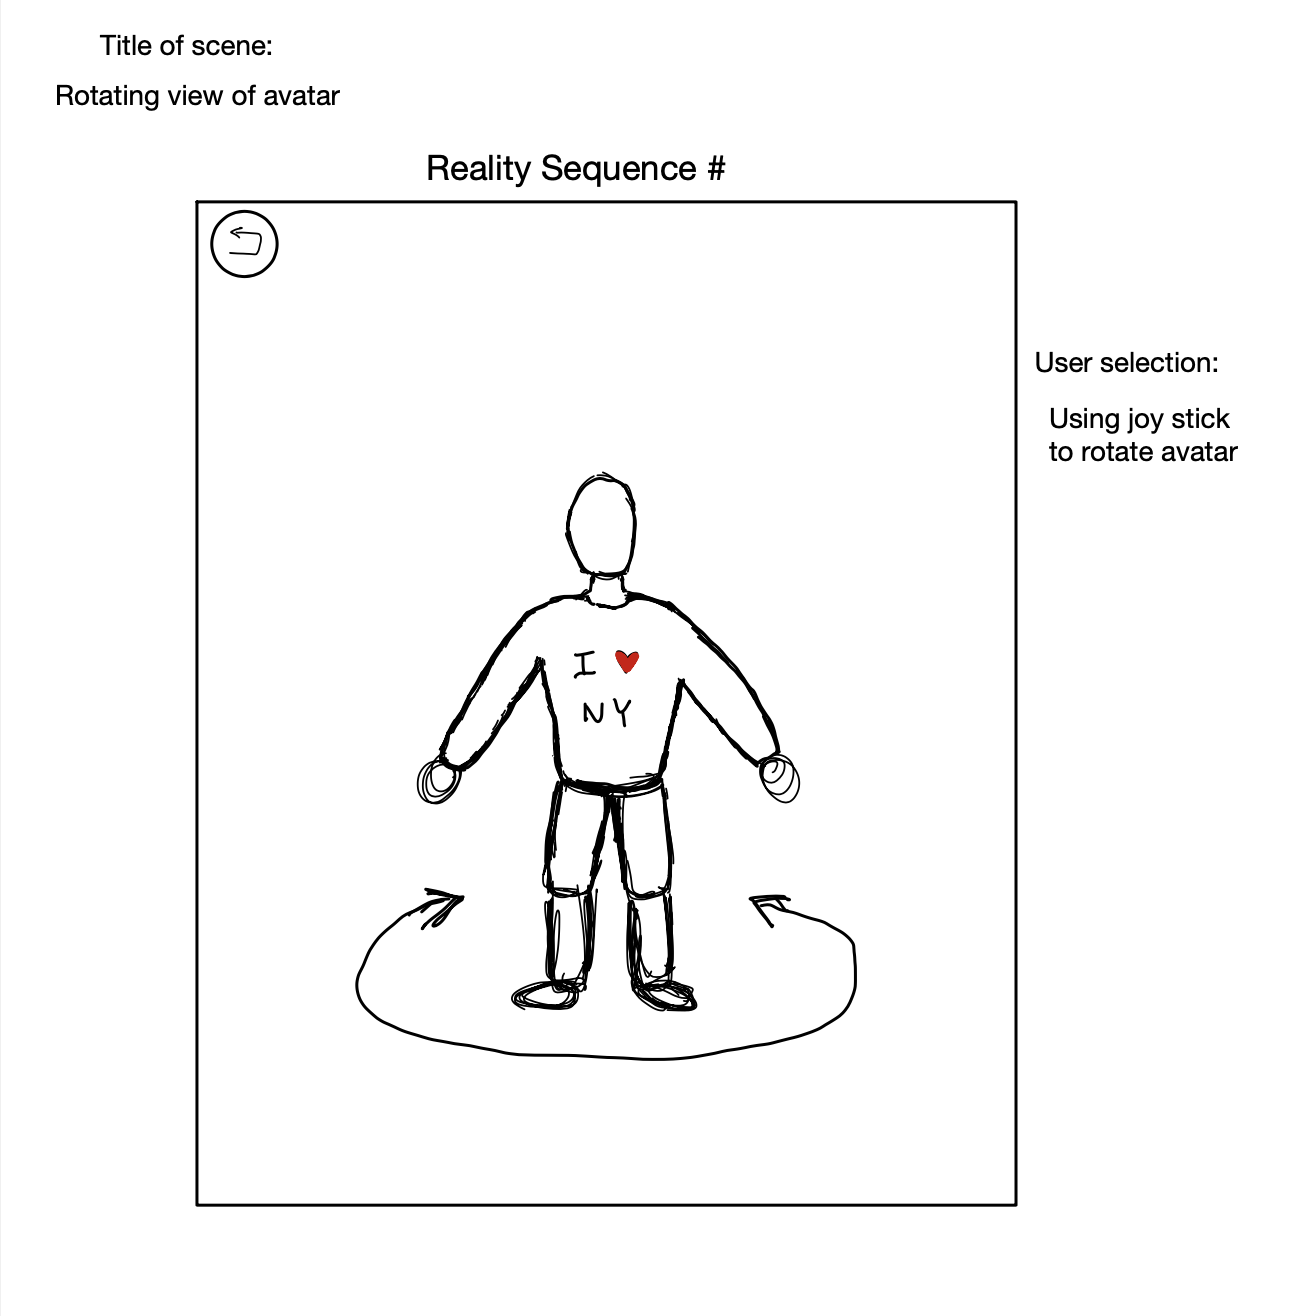 Title of scene:
Rotating view of avatar
Reality Sequence #
User selection:
Using joy stick
to rotate avatar
I ♥
NY